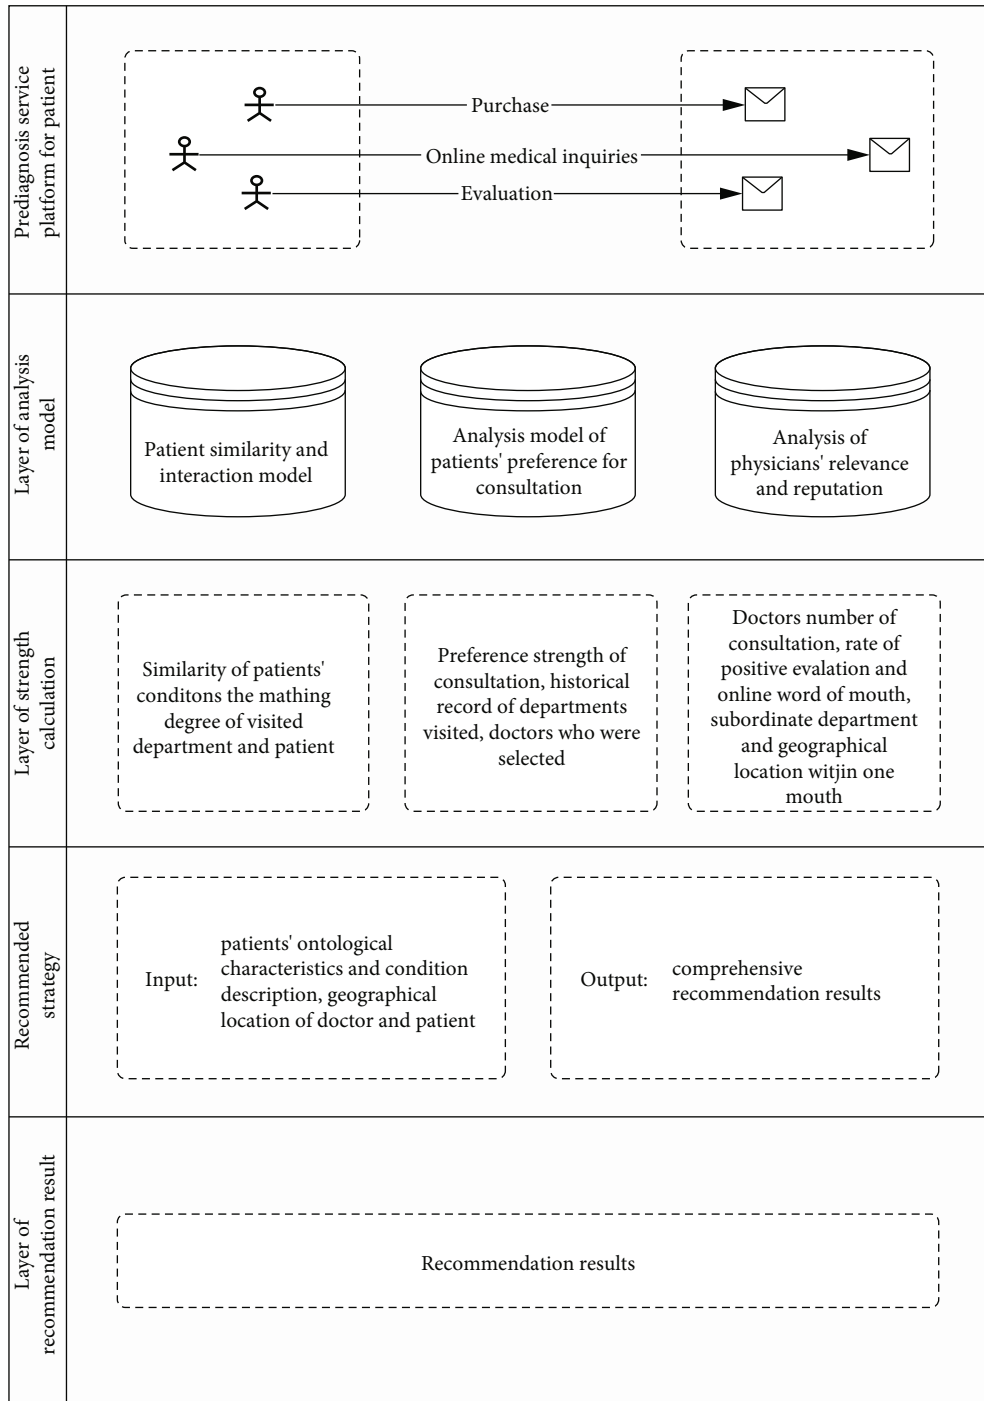 Prediagnosis service
platform for patient
Purchase
Online medical inquiries
Evaluation
Layer of analysis
model
Patient similarity and
interaction model
Analysis model of
patients' preference for
consultation
Analysis of
physicians' relevance
and reputation
Layer of strength
calculation
Similarity of patients'
conditons the mathing
degree of visited
department and patient
Preference strength of
consultation, historical
record of departments
visited, doctors who were
selected
Doctors number of
consultation, rate of
positive evalation and
online word of mouth,
subordinate department
and geographical
location witjin one
mouth
Recommended
strategy
Input:
patients' ontological
characteristics and condition
description, geographical
location of doctor and patient
Output:
comprehensive
recommendation results
Layer of
recommendation result
Recommendation results